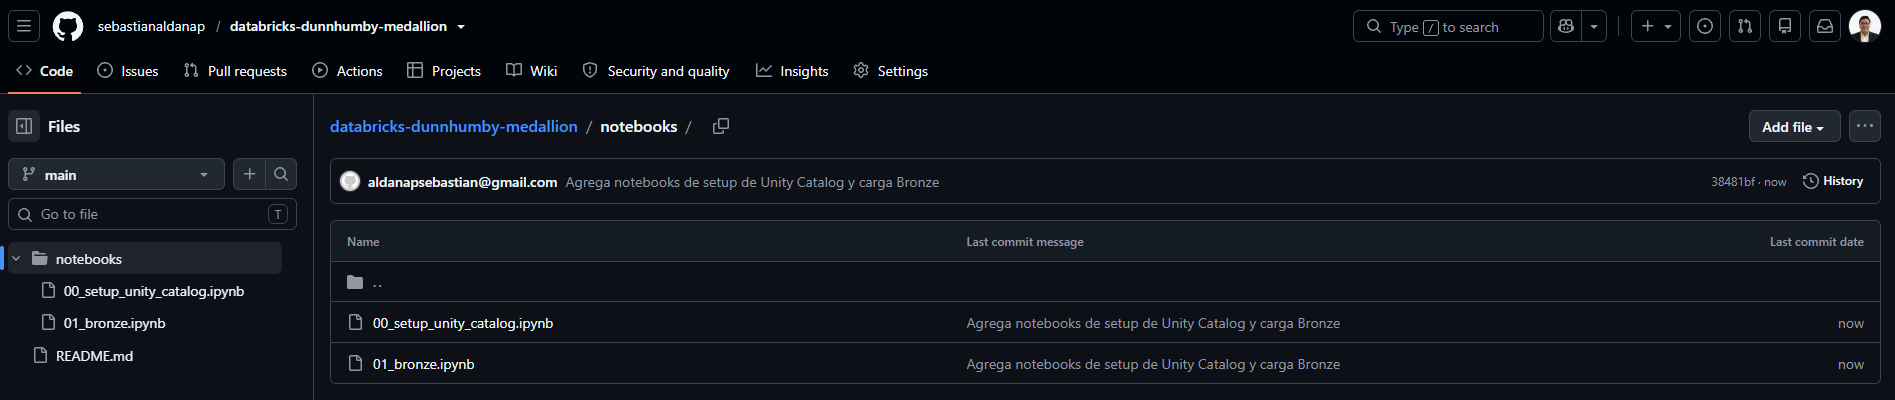 sebastianaldanap / databricks-dunnhumby-medallion
Type / to search
Code
Issues
Pull requests
Actions
Projects
Wiki
Security and quality
Insights
Settings
Files
main
Go to file
T
notebooks
00_setup_unity_catalog.ipynb
01_bronze.ipynb
README.md
databricks-dunnhumby-medallion / notebooks /
Add file
aldanapsebastian@gmail.com Agrega notebooks de setup de Unity Catalog y carga Bronze
38481bf · now
History
Name Last commit message Last commit date
..
00_setup_unity_catalog.ipynb Agrega notebooks de setup de Unity Catalog y carga Bronze now
01_bronze.ipynb Agrega notebooks de setup de Unity Catalog y carga Bronze now